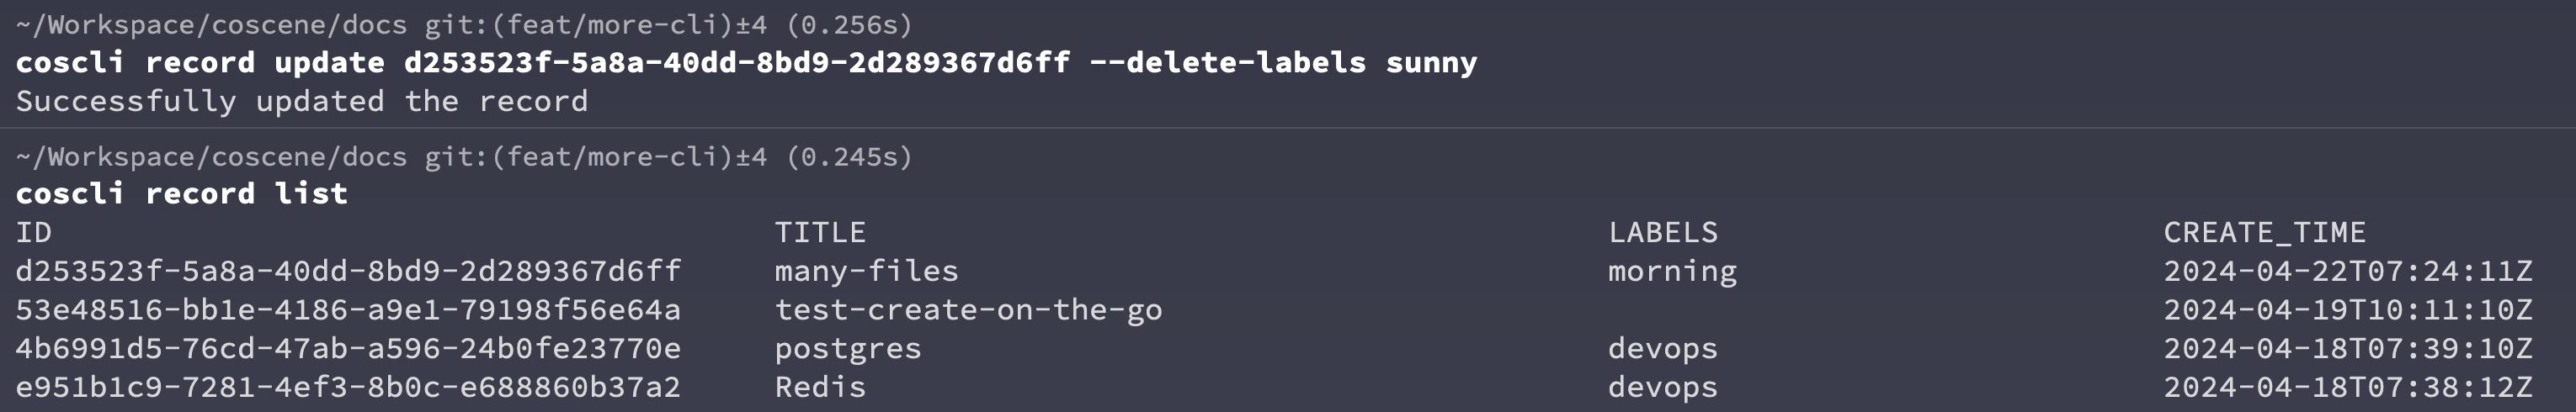 ~/Workspace/coscene/docs git:(feat/more-cli)±4 (0.256s)
coscli record update d253523f-5a8a-40dd-8bd9-2d289367d6ff --delete-labels sunny
Successfully updated the record
~/Workspace/coscene/docs git:(feat/more-cli)±4 (0.245s)
coscli record list
ID TITLE LABELS CREATE_TIME
d253523f-5a8a-40dd-8bd9-2d289367d6ff many-files morning 2024-04-22T07:24:11Z
53e48516-bb1e-4186-a9e1-79198f56e64a test-create-on-the-go 2024-04-19T10:11:10Z
4b6991d5-76cd-47ab-a596-24b0fe23770e postgres devops 2024-04-18T07:39:10Z
e951b1c9-7281-4ef3-8b0c-e688860b37a2 Redis devops 2024-04-18T07:38:12Z